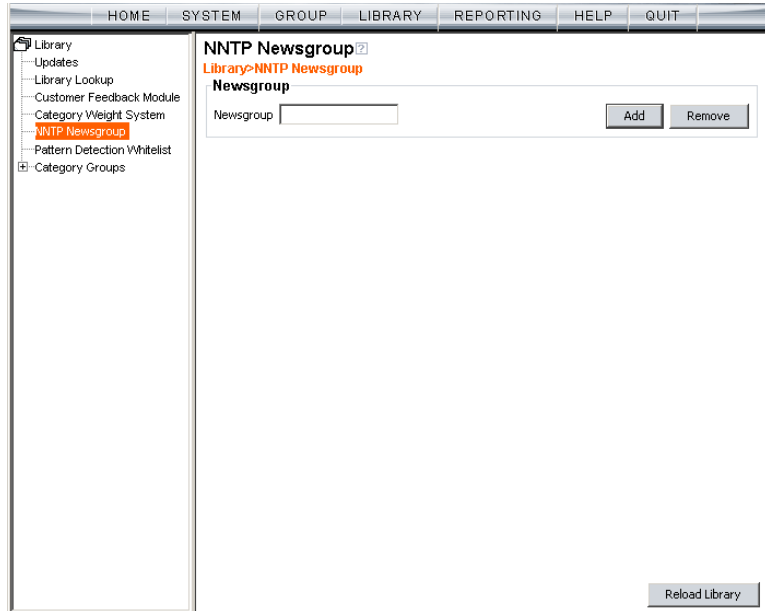 HOME SYSTEM GROUP LIBRARY REPORTING HELP QUIT
Library
Updates
Library Lookup
Customer Feedback Module
Category Weight System
NNTP Newsgroup
Pattern Detection Whitelist
Category Groups
NNTP Newsgroup?
Library>NNTP Newsgroup
Newsgroup
Newsgroup Add Remove
Reload Library